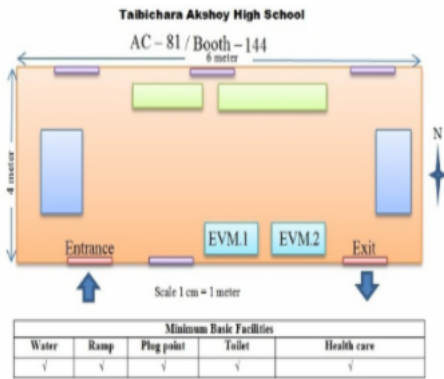 Taibichara Akshoy High School
AC – 81 / Booth – 144
6 meter
4 meter
N
EVM.1 EVM.2
Entrance Exit
Scale 1 cm = 1 meter
Minimum Basic Facilities
Water Ramp Plug point Toilet Health care
√ √ √ √ √